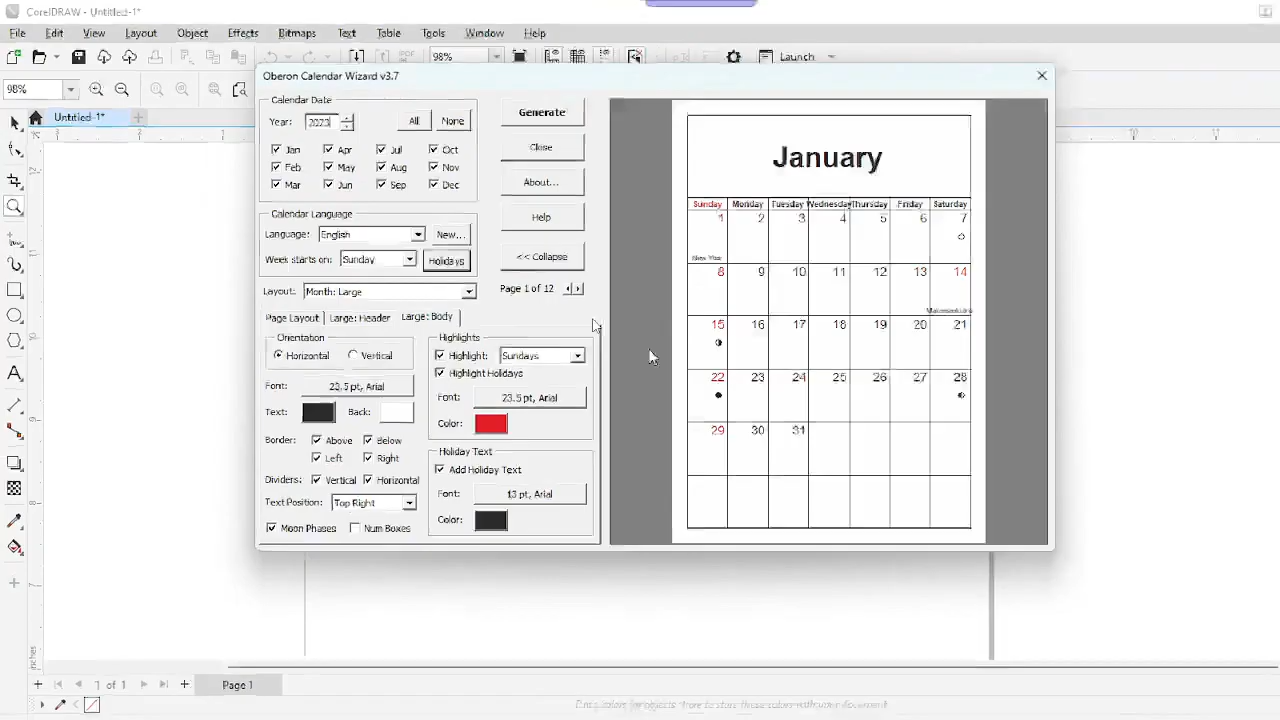 CorelDRAW - Untitled-1*
File Edit View Layout Object Effects Bitmaps Text Table Tools Window Help
98% Launch
98%
Untitled-1*
Oberon Calendar Wizard v3.7
Calendar Date
Year: 2023 All None
Jan Apr Jul Oct
Feb May Aug Nov
Mar Jun Sep Dec
Calendar Language
Language: English New...
Week starts on: Sunday Holidays
Layout: Month: Large
Page Layout Large: Header Large: Body
Orientation
Horizontal Vertical
Font: 23.5 pt, Arial
Text: Back:
Border: Above Below
Left Right
Dividers: Vertical Horizontal
Text Position: Top Right
Moon Phases Num Boxes
Generate
Close
About...
Help
<< Collapse
Page 1 of 12
Highlights
Highlight: Sundays
Highlight Holidays
Font: 23.5 pt, Arial
Color:
Holiday Text
Add Holiday Text
Font: 13 pt, Arial
Color:
January
Sunday Monday Tuesday Wednesday Thursday Friday Saturday
1 2 3 4 5 6 7
New Year
8 9 10 11 12 13 14
15 16 17 18 19 20 21
22 23 24 25 26 27 28
29 30 31
1 of 1 Page 1